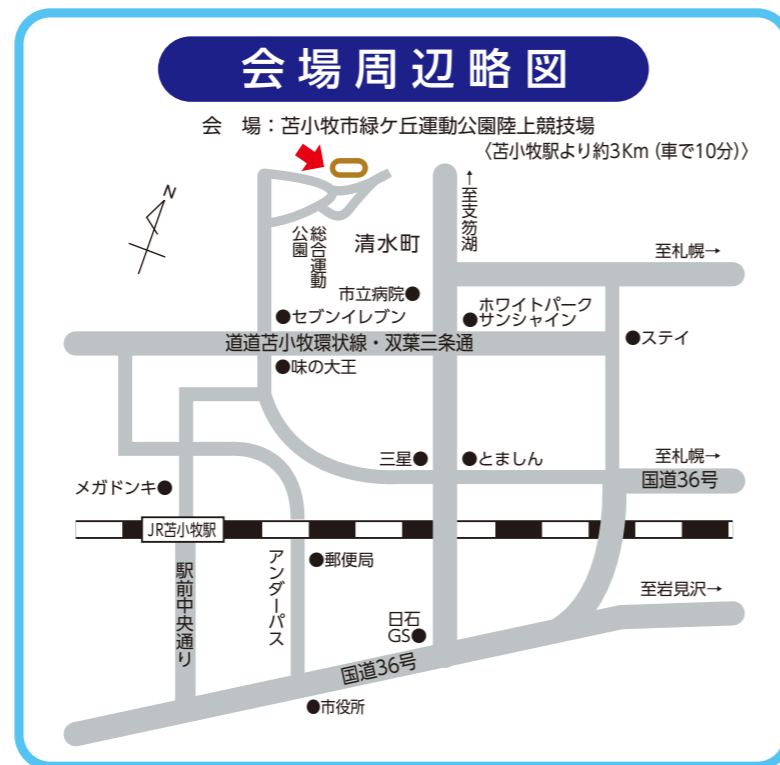 会場周辺略図
会　場：苫小牧市緑ケ丘運動公園陸上競技場
〈苫小牧駅より約3Km（車で10分）〉
N
↑至支笏湖
総合運動
公園
清水町
至札幌→
市立病院●
ホワイトパーク
●サンシャイン
●セブンイレブン
道道苫小牧環状線・双葉三条通
●ステイ
●味の大王
三星●
●とましん
至札幌→
国道36号
メガドンキ●
JR苫小牧駅
●郵便局
アンダーパス
駅前中央通り
至岩見沢→
日石
GS●
国道36号
●市役所